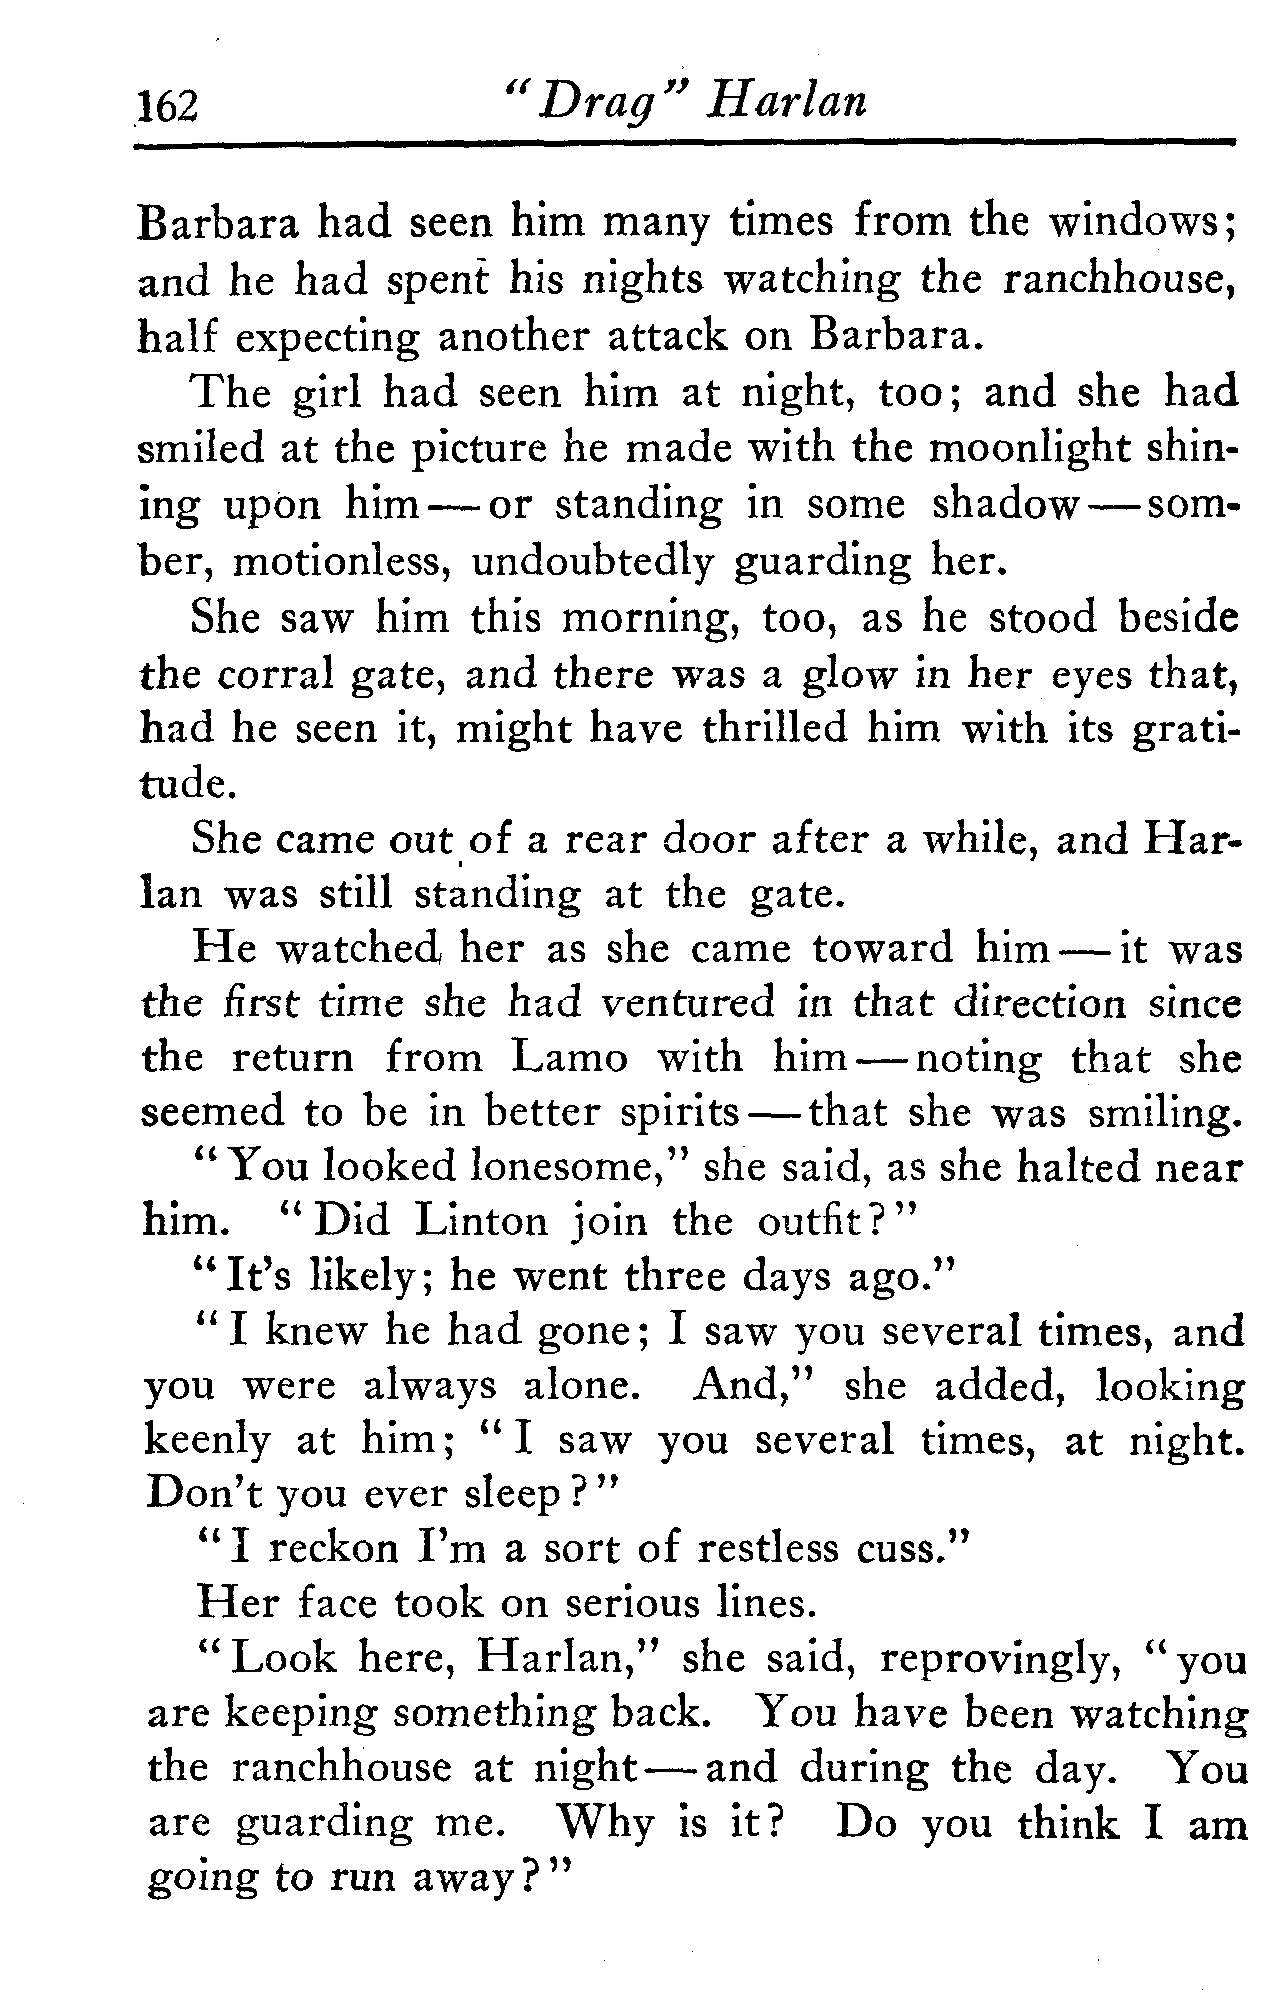 162 "Drag" Harlan
Barbara had seen him many times from the windows;
and he had spent his nights watching the ranchhouse,
half expecting another attack on Barbara.
The girl had seen him at night, too; and she had
smiled at the picture he made with the moonlight shin-
ing upon him—or standing in some shadow—som-
ber, motionless, undoubtedly guarding her.
She saw him this morning, too, as he stood beside
the corral gate, and there was a glow in her eyes that,
had he seen it, might have thrilled him with its grati-
tude.
She came out of a rear door after a while, and Har-
lan was still standing at the gate.
He watched her as she came toward him—it was
the first time she had ventured in that direction since
the return from Lamo with him—noting that she
seemed to be in better spirits—that she was smiling.
"You looked lonesome," she said, as she halted near
him. "Did Linton join the outfit?"
"It's likely; he went three days ago."
"I knew he had gone; I saw you several times, and
you were always alone. And," she added, looking
keenly at him; "I saw you several times, at night.
Don't you ever sleep?"
"I reckon I'm a sort of restless cuss."
Her face took on serious lines.
"Look here, Harlan," she said, reprovingly, "you
are keeping something back. You have been watching
the ranchhouse at night—and during the day. You
are guarding me. Why is it? Do you think I am
going to run away?"